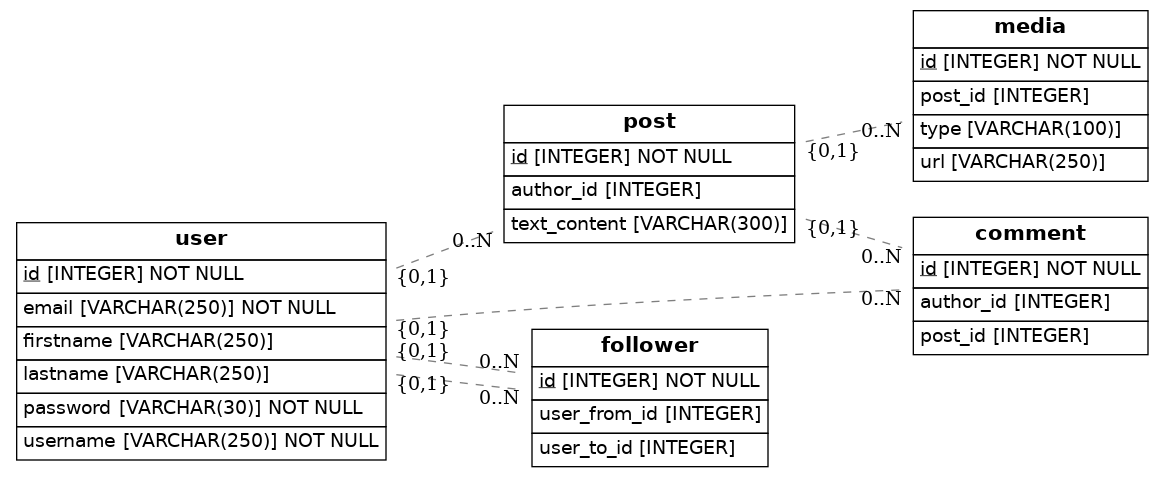 media
id [INTEGER] NOT NULL
post_id [INTEGER]
type [VARCHAR(100)]
url [VARCHAR(250)]
post
id [INTEGER] NOT NULL
author_id [INTEGER]
text_content [VARCHAR(300)]
0..N
{0,1}
{0,1}
0..N
comment
id [INTEGER] NOT NULL
author_id [INTEGER]
post_id [INTEGER]
user
id [INTEGER] NOT NULL
email [VARCHAR(250)] NOT NULL
firstname [VARCHAR(250)]
lastname [VARCHAR(250)]
password [VARCHAR(30)] NOT NULL
username [VARCHAR(250)] NOT NULL
0..N
{0,1}
0..N
{0,1}
{0,1}
0..N
{0,1}
0..N
follower
id [INTEGER] NOT NULL
user_from_id [INTEGER]
user_to_id [INTEGER]